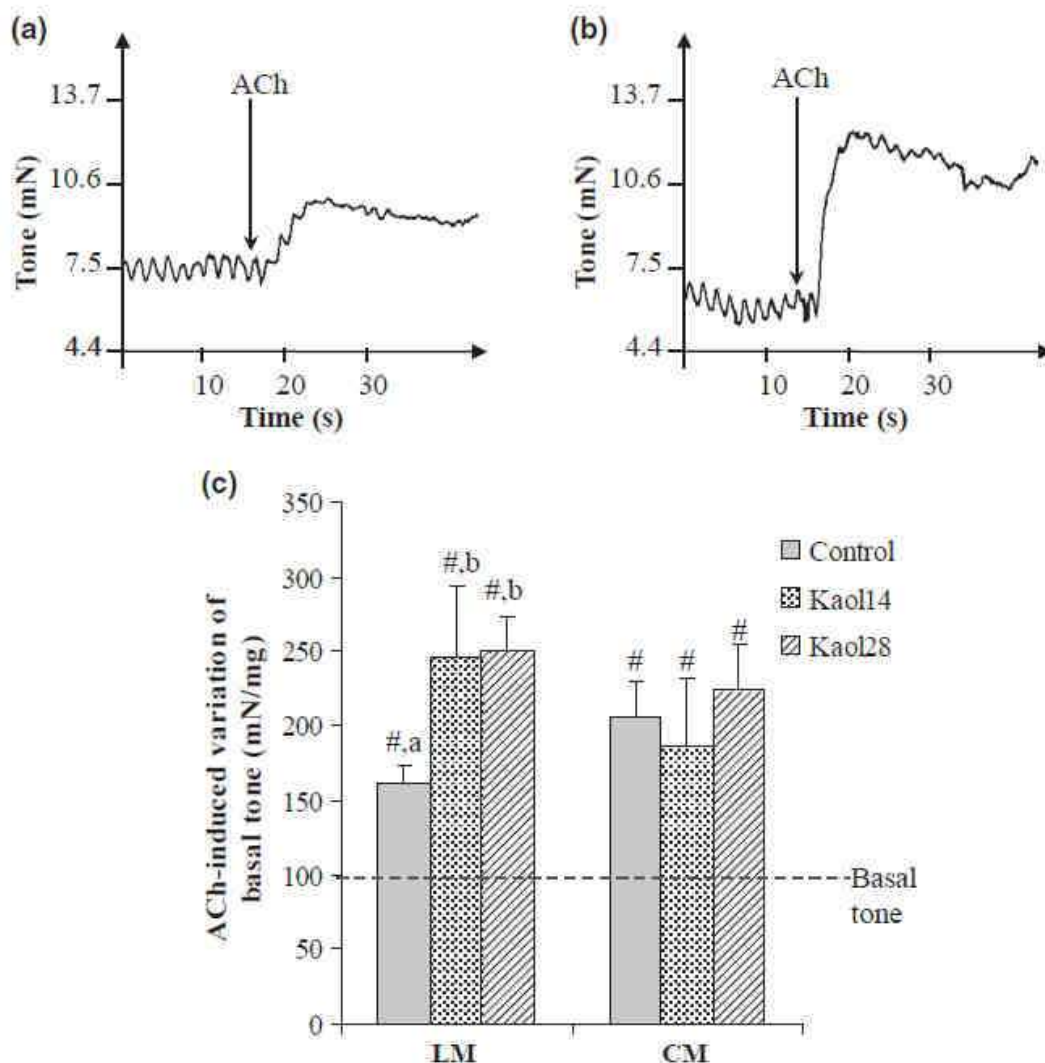 (a)
ACh
13.7
10.6
7.5
4.4
Tone (mN)
10 20 30
Time (s)
(b)
ACh
13.7
10.6
7.5
4.4
Tone (mN)
10 20 30
Time (s)
(c)
350
300
250
200
150
100
50
0
ACh-induced variation of
basal tone (mN/mg)
#,a
#,b
#,b
#
#
#
Control
Kaol14
Kaol28
Basal
tone
LM CM